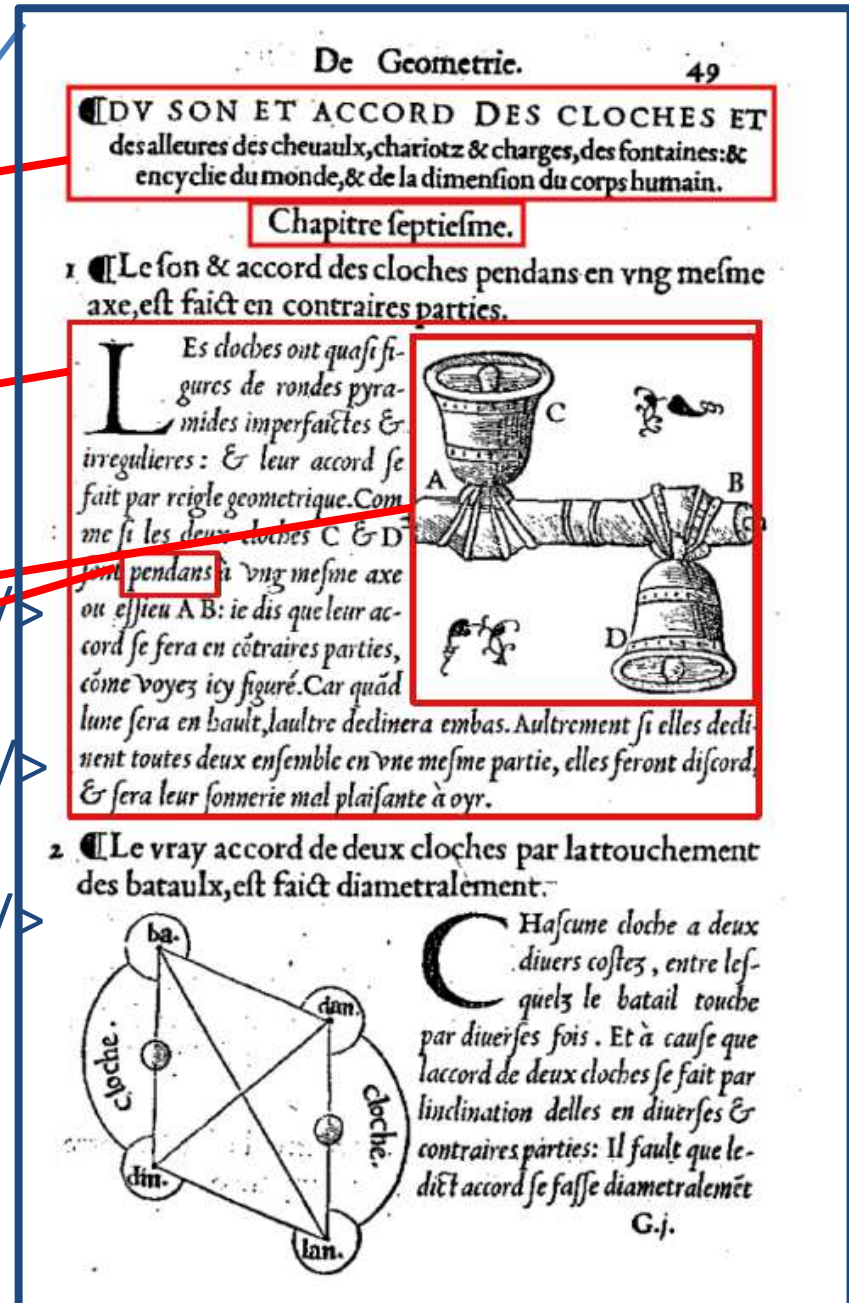 De Geometrie. 49
¶DV SON ET ACCORD DES CLOCHES ET
des alleures des cheuaulx, chariotz & charges, des fontaines: &
encyclie du monde, & de la dimenſion du corps humain.
Chapitre ſeptieſme.
1 ¶Le ſon & accord des cloches pendans en vng meſme
axe, eſt faict en contraires parties.
LEs cloches ont quaſi fi-
gures de rondes pyra-
mides imperfaictes &
irregulieres: & leur accord ſe
fait par reigle geometrique. Com
me ſi les deux cloches C & D
ſont pendans à vng meſme axe
ou eſſieu A B: ie dis que leur ac-
cord ſe fera en cõtraires parties,
cõme voyez icy figuré. Car quãd
lune ſera en hault, laultre declinera embas. Aultrement ſi elles decli-
nent toutes deux enſemble en vne meſme partie, elles feront diſcord,
& ſera leur ſonnerie mal plaiſante à oyr.
C
A
B
D
2 ¶Le vray accord de deux cloches par lattouchement
des bataulx, eſt faict diametralement.
CHaſcune cloche a deux
diuers coſtez, entre leſ-
quelz le batail touche
par diuerſes fois. Et à cauſe que
laccord de deux cloches ſe fait par
linclination delles en diuerſes &
contraires parties: Il fault que le-
dict accord ſe faſſe diametralemẽt
ba.
dan.
cloche.
cloche.
din.
lan.
G.j.
/>
/>
/>